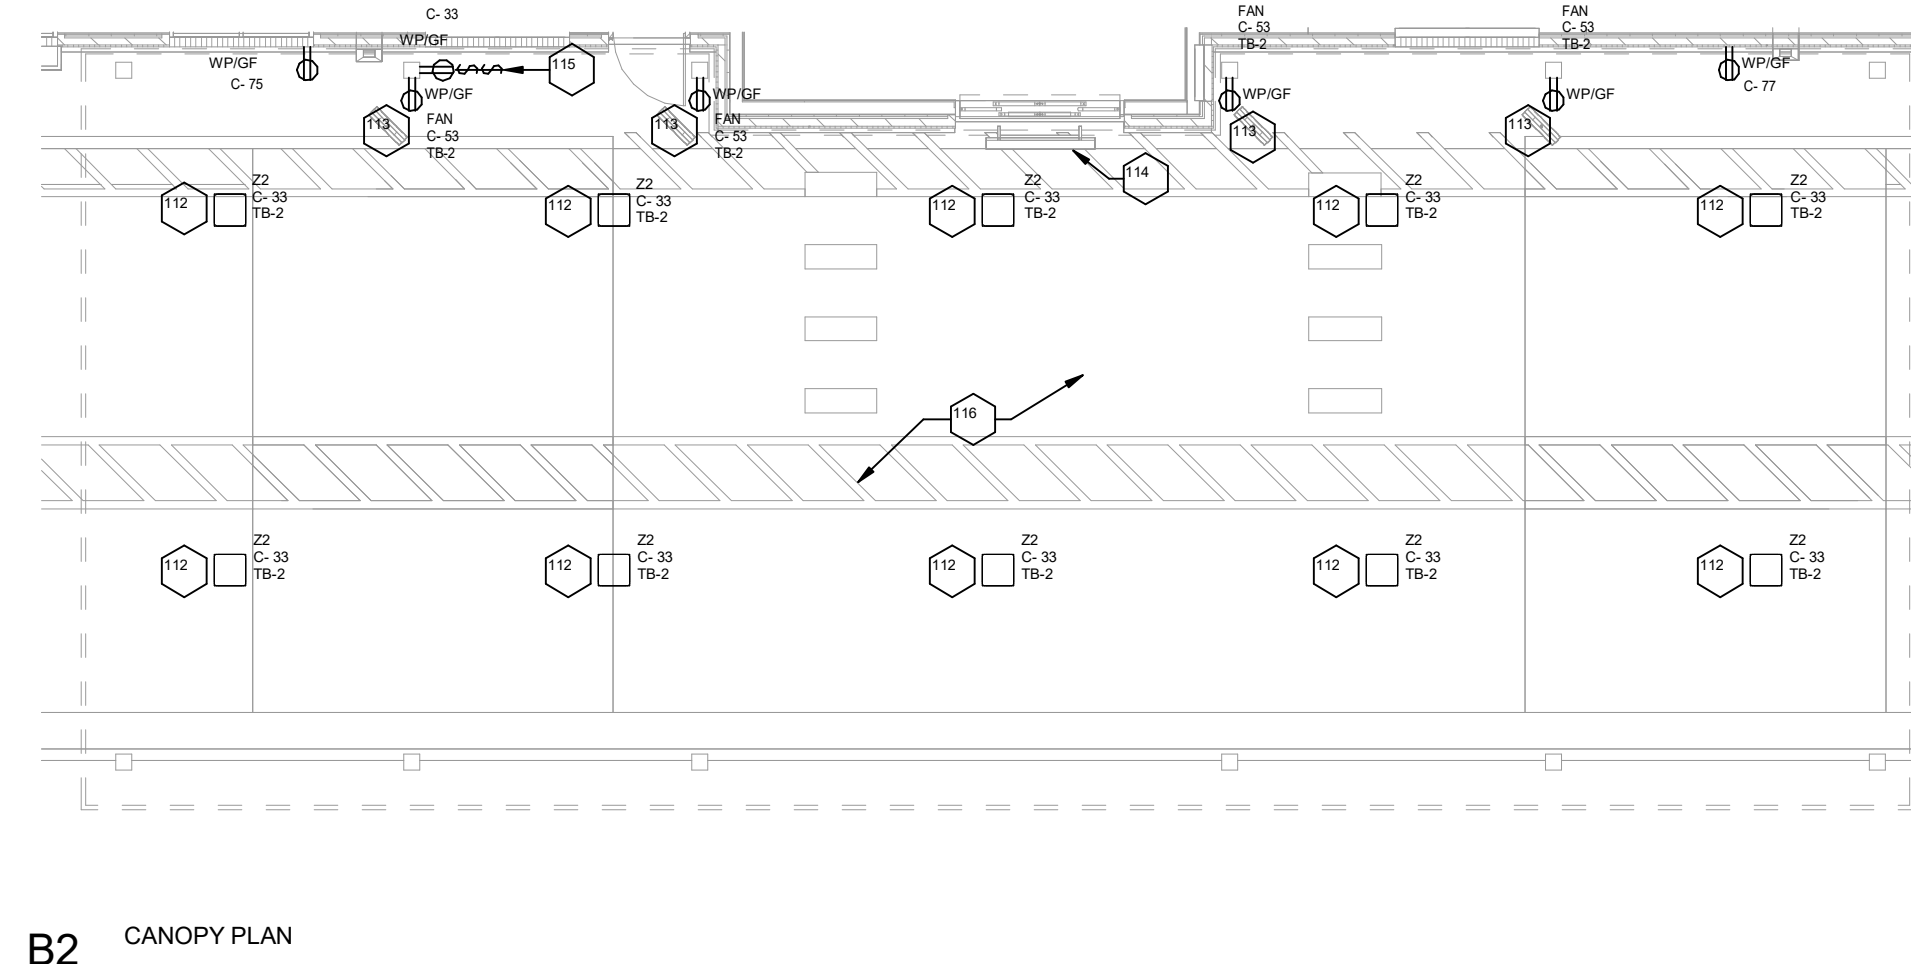 C- 33
WP/GF
FAN
C- 53
TB-2
FAN
C- 53
TB-2
WP/GF
C- 75
115
WP/GF
C- 77
WP/GF
WP/GF
WP/GF
WP/GF
113
FAN
C- 53
TB-2
113
FAN
C- 53
TB-2
113
113
114
112
Z2
C- 33
TB-2
112
Z2
C- 33
TB-2
112
Z2
C- 33
TB-2
112
Z2
C- 33
TB-2
112
Z2
C- 33
TB-2
116
112
Z2
C- 33
TB-2
112
Z2
C- 33
TB-2
112
Z2
C- 33
TB-2
112
Z2
C- 33
TB-2
112
Z2
C- 33
TB-2
B2 CANOPY PLAN